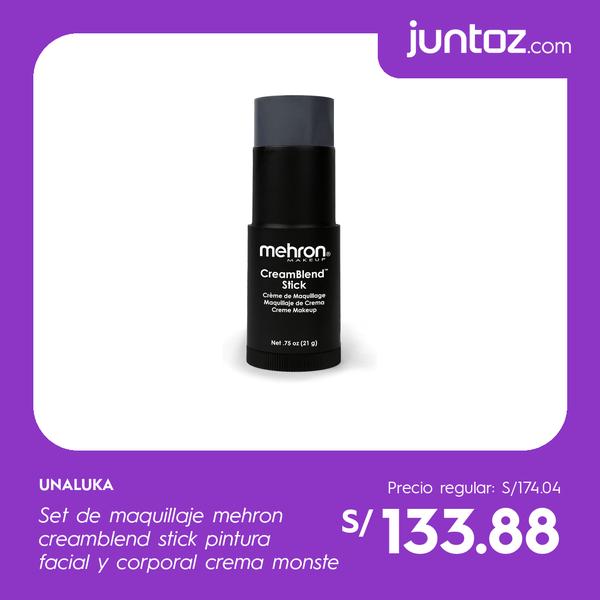 juntoz.com
mehron®
MAKEUP
CreamBlend™
Stick
Crème de Maquillage
Maquillaje de Crema
Creme Makeup
Net .75 oz (21 g)
UNALUKA
Precio regular: S/174.04
Set de maquillaje mehron
creamblend stick pintura
facial y corporal crema monste
S/ 133.88